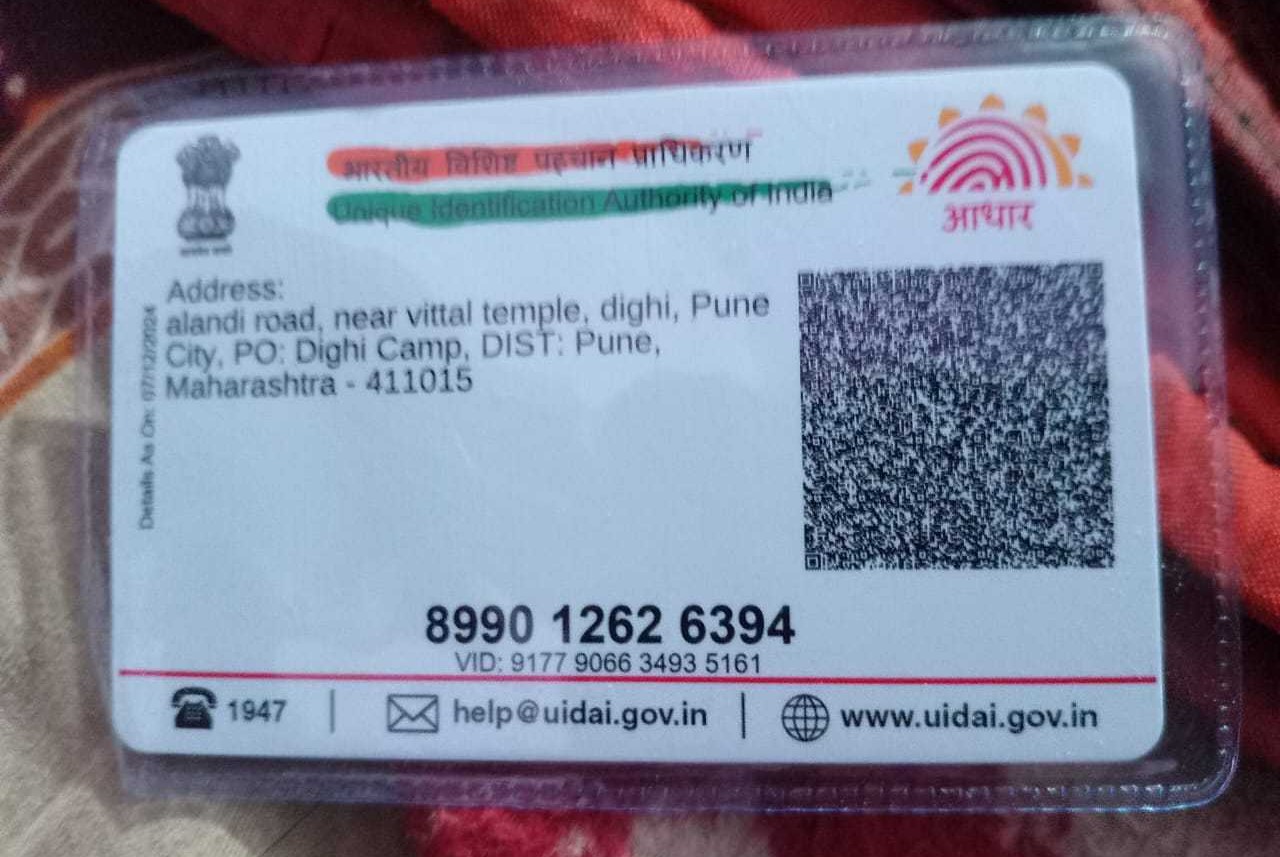 भारतीय विशिष्ट पहचान प्राधिकरण
Unique Identification Authority of India
आधार
Address:
alandi road, near vittal temple, dighi, Pune
City, PO: Dighi Camp, DIST: Pune,
Maharashtra - 411015
Details As On: 07/12/2024
8990 1262 6394
VID: 9177 9066 3493 5161
1947
help@uidai.gov.in
www.uidai.gov.in